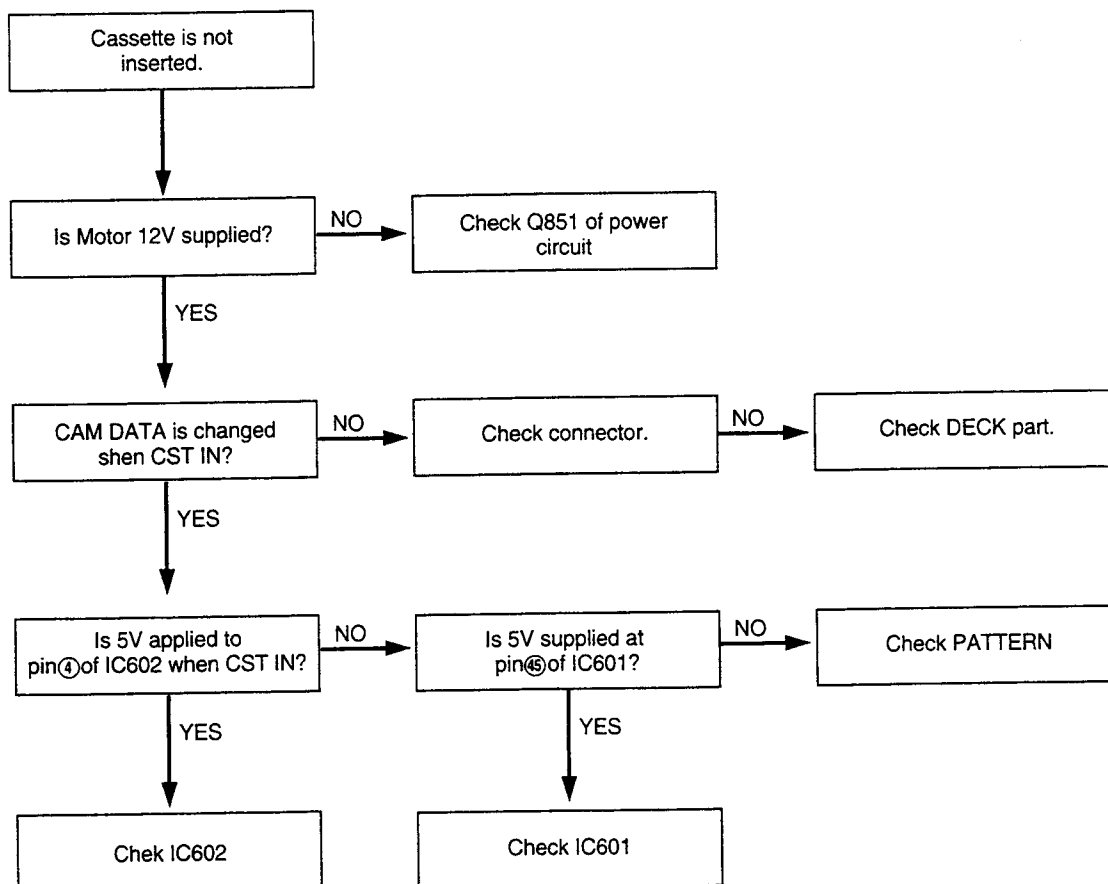 Cassette is not
inserted.
Is Motor 12V supplied?
NO
Check Q851 of power
circuit
YES
CAM DATA is changed
shen CST IN?
NO
Check connector.
NO
Check DECK part.
YES
Is 5V applied to
pin④of IC602 when CST IN?
NO
Is 5V supplied at
pin㊺of IC601?
NO
Check PATTERN
YES
YES
Chek IC602
Check IC601